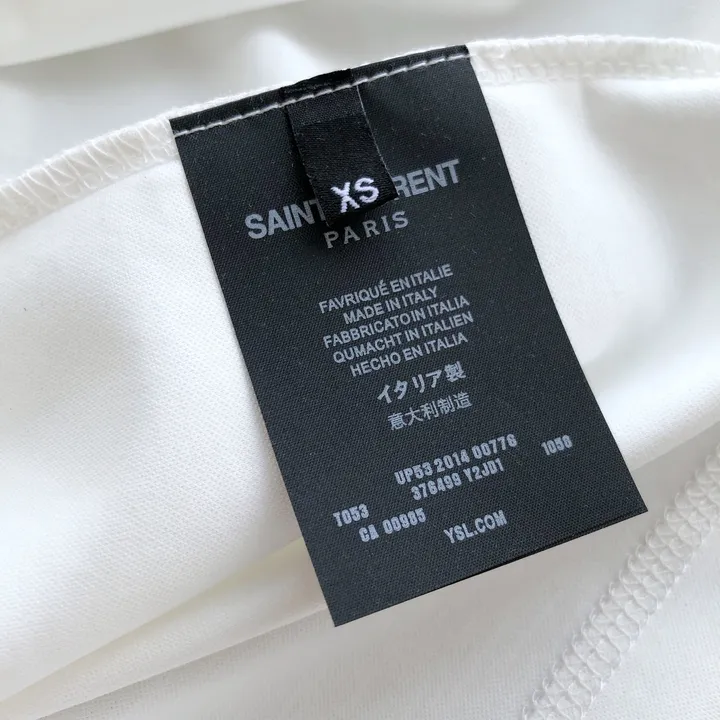 XS
SAINT RENT
PARIS
FAVRIQUÉ EN ITALIE
MADE IN ITALY
FABBRICATO IN ITALIA
QUMACHT IN ITALIEN
HECHO EN ITALIA
イタリア製
意大利制造
UP53 2014 00776 1058
376499 Y2JD1
T053
CA 00985
YSL.COM